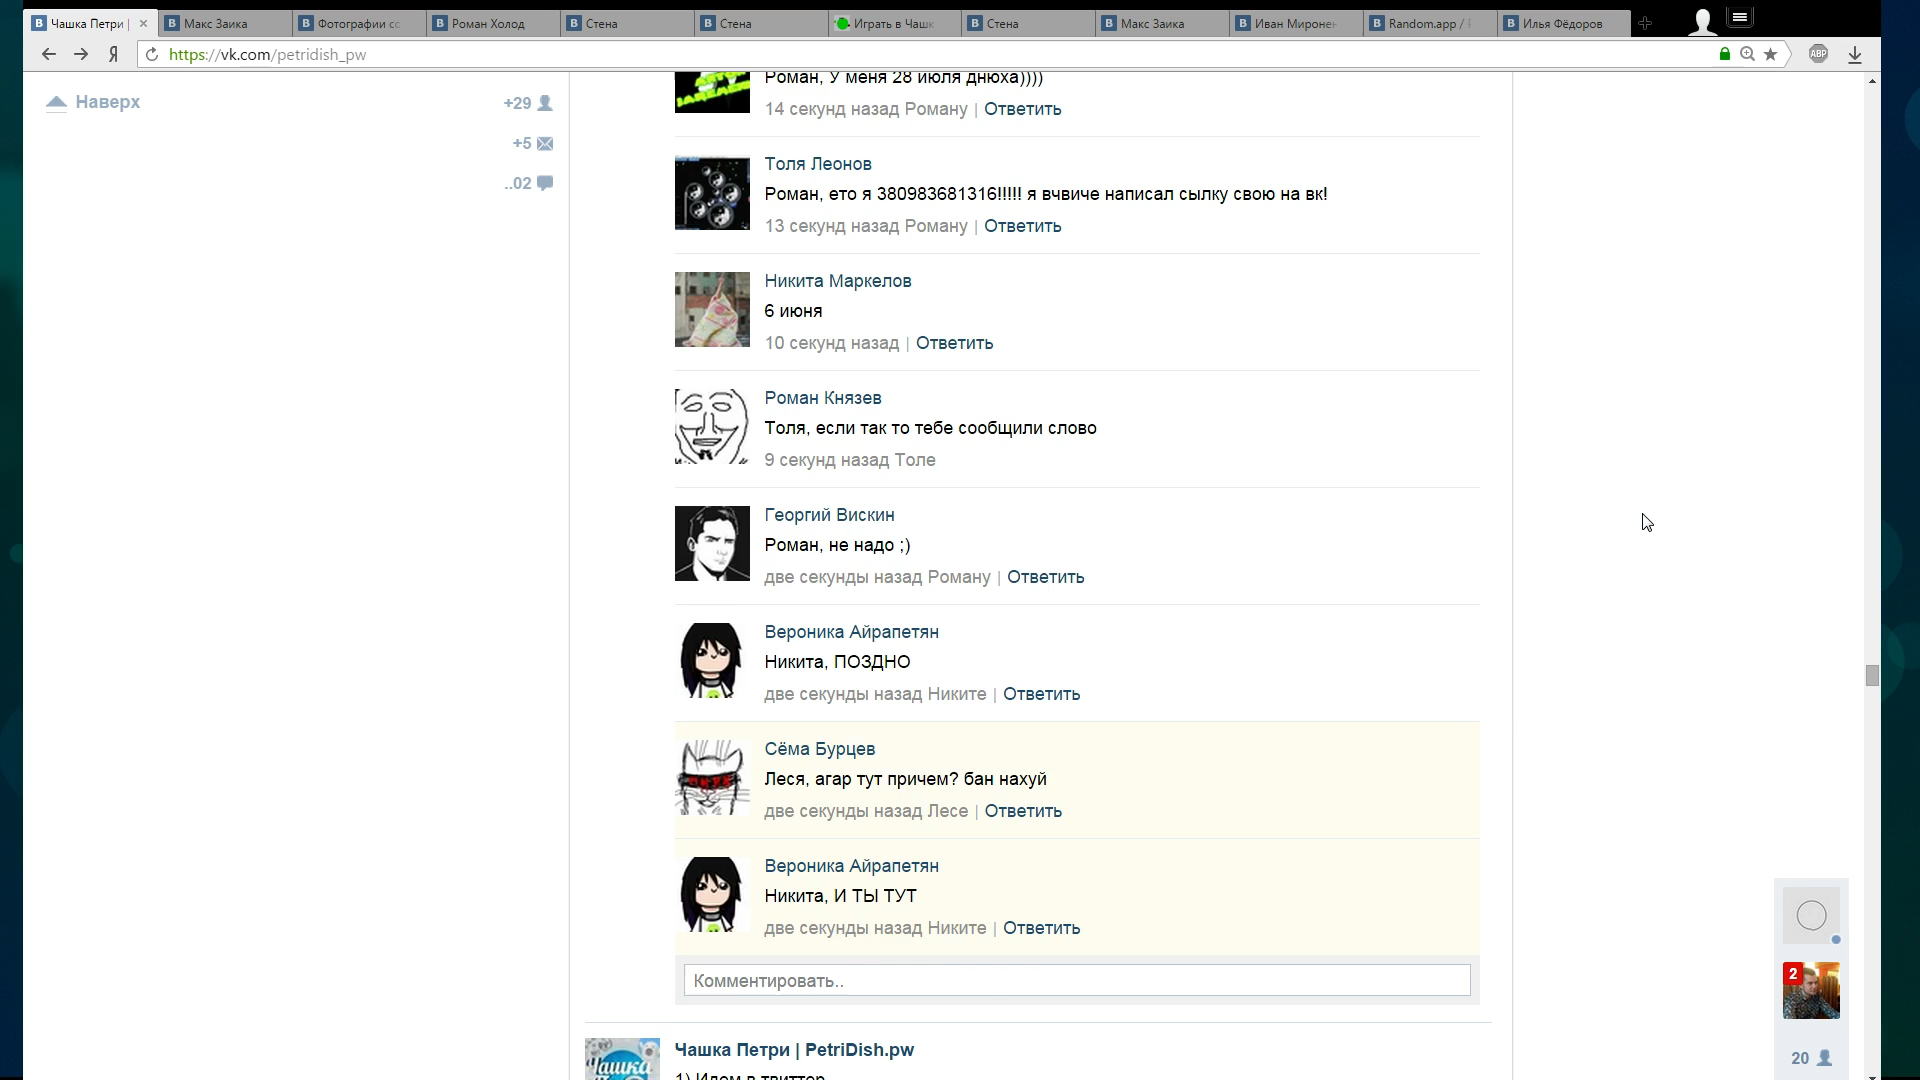 Чашка Петри |
Макс Заика
Фотографии со
Роман Холод
Стена
Стена
Играть в Чашк
Стена
Макс Заика
Иван Миронен
Random.app /
Илья Фёдоров
Я
https://vk.com/petridish_pw
ABP
Наверх
+29
+5
..02
Роман, У меня 28 июля днюха))))
14 секунд назад Роману | Ответить
Толя Леонов
Роман, ето я 380983681316!!!!! я вчвиче написал сылку свою на вк!
13 секунд назад Роману | Ответить
Никита Маркелов
6 июня
10 секунд назад | Ответить
Роман Князев
Толя, если так то тебе сообщили слово
9 секунд назад Толе
Георгий Вискин
Роман, не надо ;)
две секунды назад Роману | Ответить
Вероника Айрапетян
Никита, ПОЗДНО
две секунды назад Никите | Ответить
Сёма Бурцев
Леся, агар тут причем? бан нахуй
две секунды назад Лесе | Ответить
Вероника Айрапетян
Никита, И ТЫ ТУТ
две секунды назад Никите | Ответить
Комментировать..
2
20
Чашка Петри | PetriDish.pw
1) Идем в твиттер
Чашка